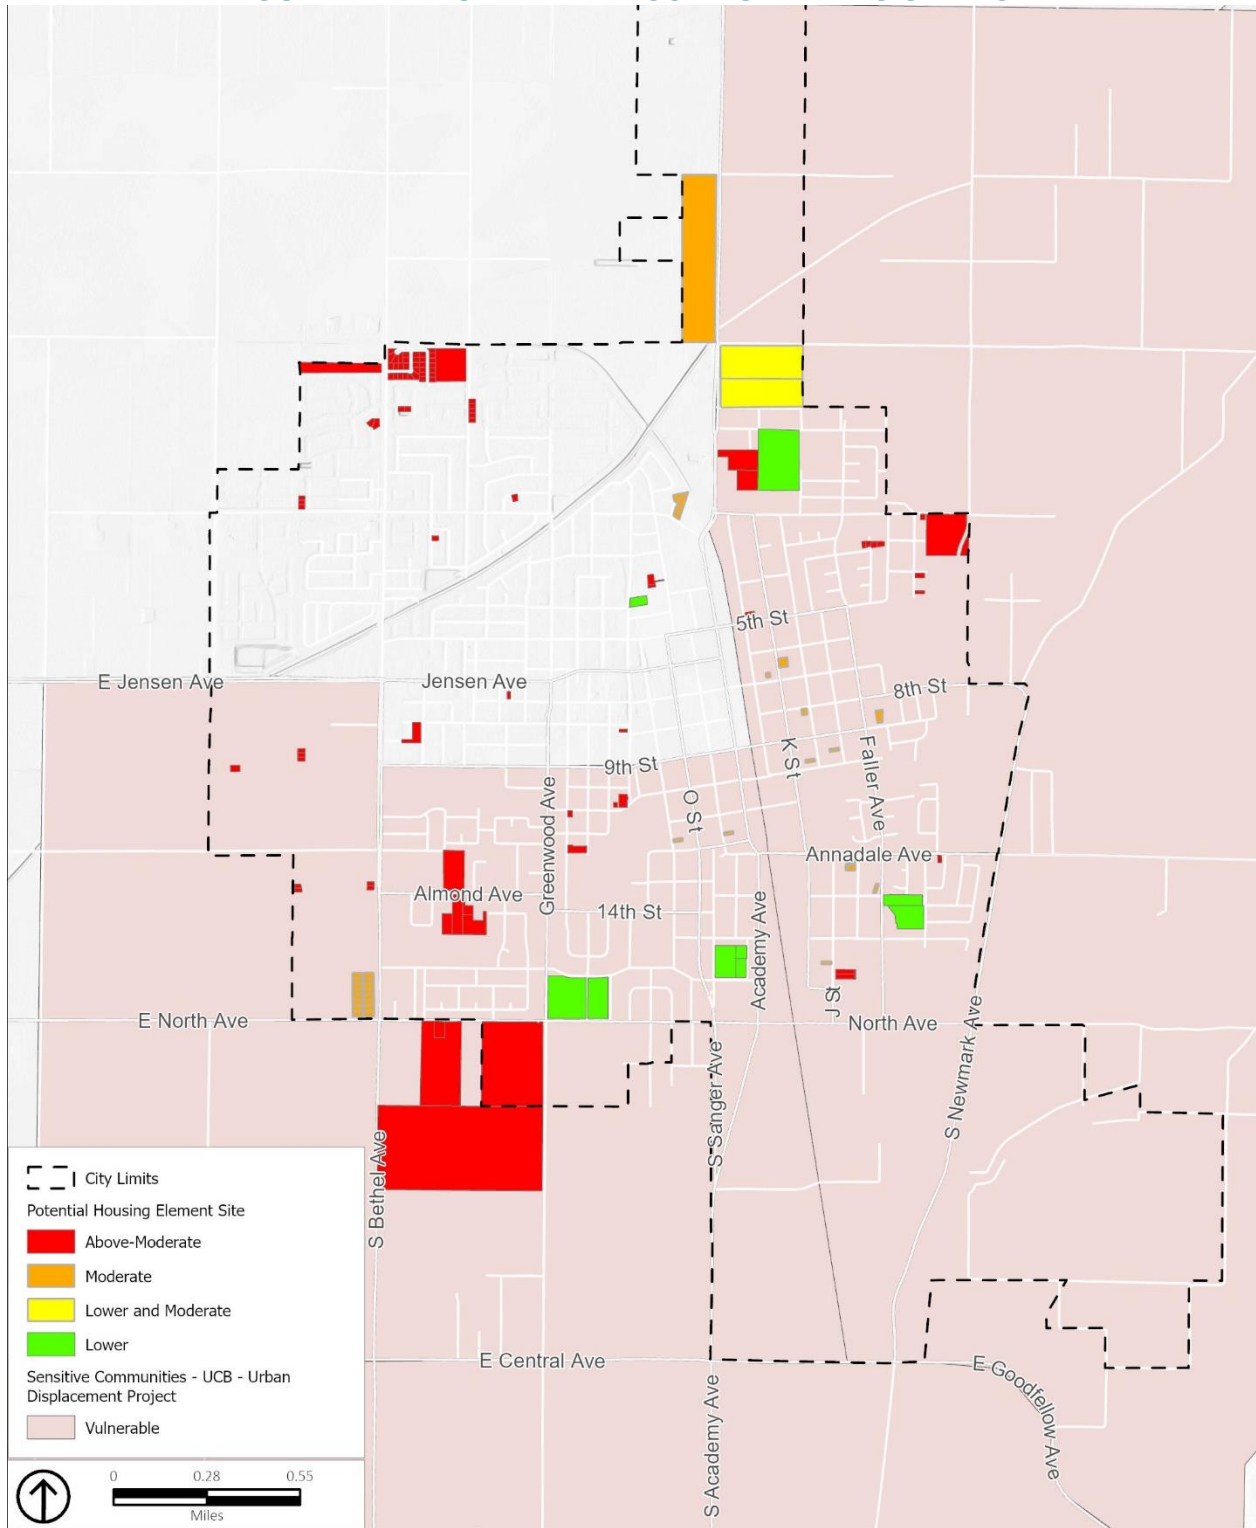 5th St
E Jensen Ave
Jensen Ave
8th St
9th St
K St
Faller Ave
O St
Greenwood Ave
Annadale Ave
Almond Ave
14th St
Academy Ave
J St
E North Ave
North Ave
S Newmark Ave
S Sanger Ave
S Bethel Ave
City Limits
Potential Housing Element Site
Above-Moderate
Moderate
Lower and Moderate
Lower
Sensitive Communities - UCB - Urban
Displacement Project
Vulnerable
E Central Ave
E Goodfellow Ave
S Academy Ave
0 0.28 0.55
Miles